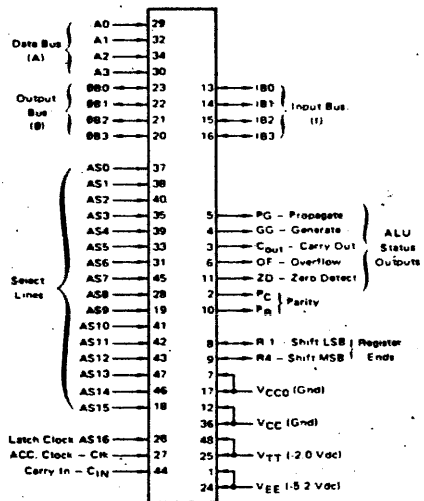 A0 29
Data Bus (A) A1 32
A2 34
A3 30
ØB0 23 13 IB0
Output Bus (Ø) ØB1 22 14 IB1 Input Bus (I)
ØB2 21 15 IB2
ØB3 20 16 IB3
AS0 37
AS1 38
AS2 40
AS3 35 5 PG - Propagate
AS4 39 4 GG - Generate
AS5 33 3 Cout - Carry Out ALU
AS6 31 6 OF - Overflow Status
Select Lines AS7 45 11 ZD - Zero Detect Outputs
AS8 28 2 PC
AS9 19 10 PR Parity
AS10 41
AS11 42 8 R-1 - Shift LSB Register
AS12 43 9 R4 - Shift MSB Ends
AS13 47 7
AS14 46 17 VCCO (Gnd)
AS15 18 12
36 VCC (Gnd)
Latch Clock AS16 26 48
ACC. Clock - Clk 27 25 VTT (-2.0 Vdc)
Carry In - CIN 44 1
24 VEE (-5.2 Vdc)